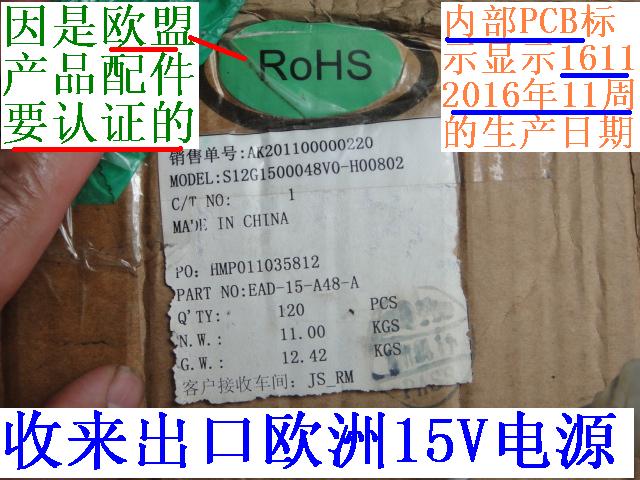 因是欧盟
产品配件
要认证的
RoHS
内部PCB标
示显示1611
2016年11周
的生产日期
销售单号:AK201100000220
MODEL:S12G1500048V0-H00802
C/T NO: 1
MADE IN CHINA
PO: HMP011035812
PART NO:EAD-15-A48-A
Q'TY: 120 PCS
N.W.: 11.00 KGS
G.W.: 12.42 KGS
客户接收车间: JS_RM
收来出口欧洲15V电源